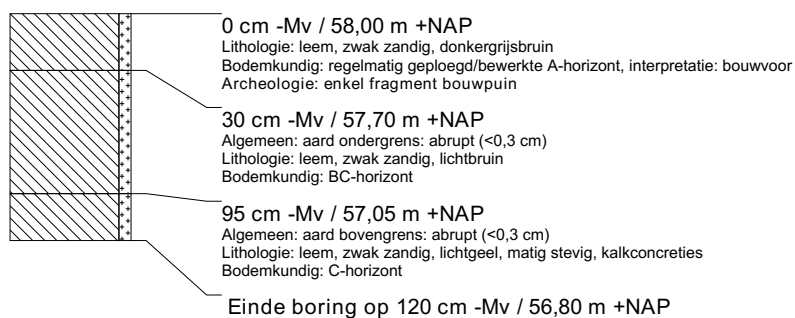 0 cm -Mv / 58,00 m +NAP
Lithologie: leem, zwak zandig, donkergrijsbruin
Bodemkundig: regelmatig geploegd/bewerkte A-horizont, interpretatie: bouwvoor
Archeologie: enkel fragment bouwpuin
30 cm -Mv / 57,70 m +NAP
Algemeen: aard ondergrens: abrupt (<0,3 cm)
Lithologie: leem, zwak zandig, lichtbruin
Bodemkundig: BC-horizont
95 cm -Mv / 57,05 m +NAP
Algemeen: aard bovengrens: abrupt (<0,3 cm)
Lithologie: leem, zwak zandig, lichtgeel, matig stevig, kalkconcreties
Bodemkundig: C-horizont
Einde boring op 120 cm -Mv / 56,80 m +NAP